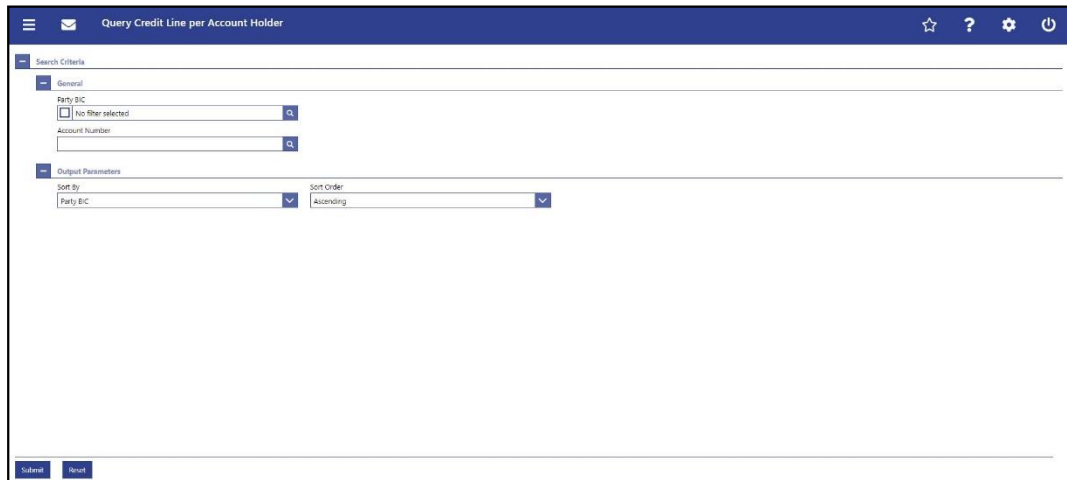 Query Credit Line per Account Holder
Search Criteria
General
Party BIC
No filter selected
Account Number
Output Parameters
Sort By Sort Order
Party BIC Ascending
Submit Reset